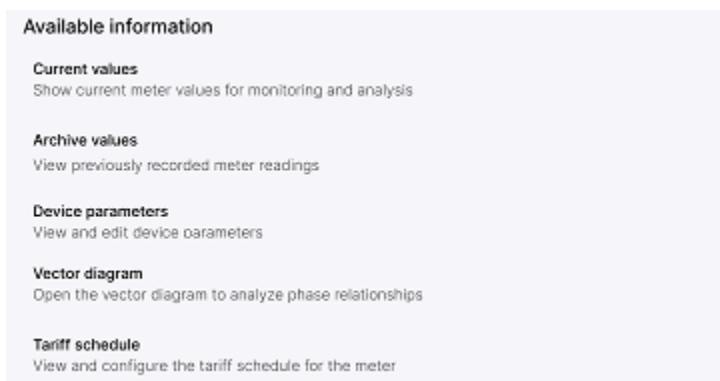 Available information
Current values
Show current meter values for monitoring and analysis
Archive values
View previously recorded meter readings
Device parameters
View and edit device parameters
Vector diagram
Open the vector diagram to analyze phase relationships
Tariff schedule
View and configure the tariff schedule for the meter